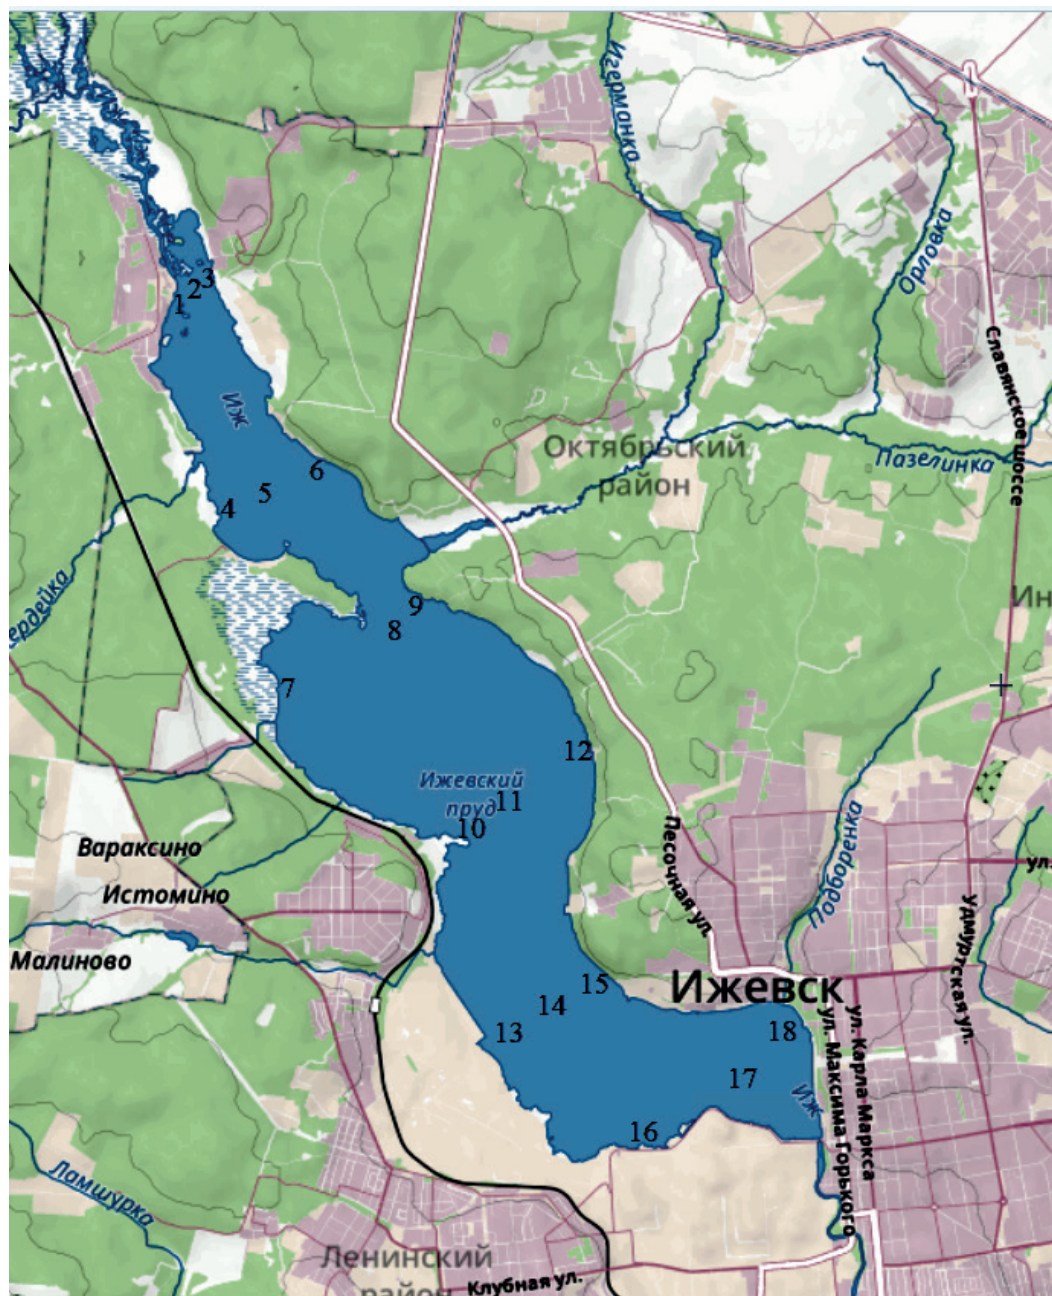 Игерманка
Орловка
3
2
1
Славянское шоссе
Иж
Октябрьский
район
Пазелинка
6
5
4
ердейка
Ин
9
8
7
12
Ижевский
пруд
11
10
Песочная ул.
Подборенка
Вараксино
ул.
Истомино
Удмуртская ул.
Малиново
15
Ижевск
14
13
18
ул. Карла Маркса
ул. Максима Горького
17
Иж
16
Ламшурка
Ленинский
район
Клубная ул.